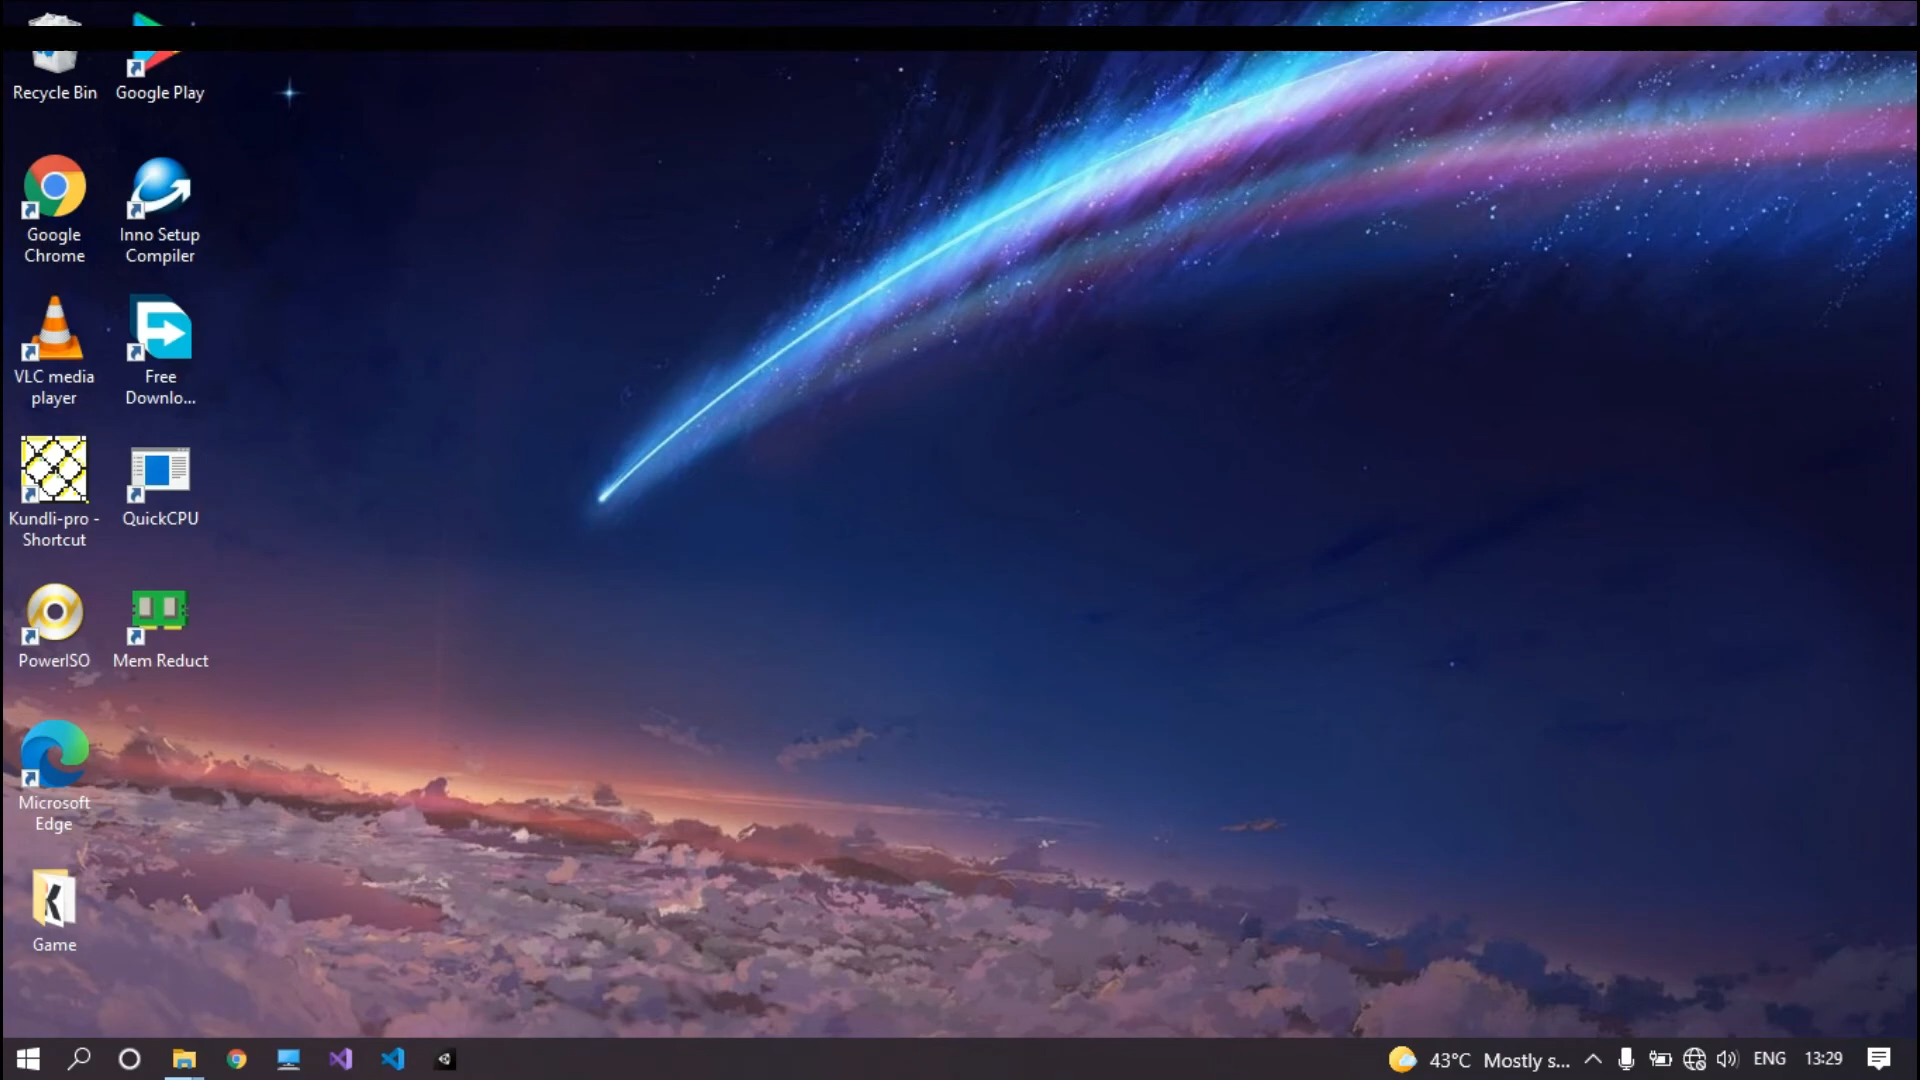 Recycle Bin
Google Play
Google
Chrome
Inno Setup
Compiler
VLC media
player
Free
Downlo...
Kundli-pro -
Shortcut
QuickCPU
PowerISO
Mem Reduct
Microsoft
Edge
Game
43°C Mostly s...
ENG
13:29